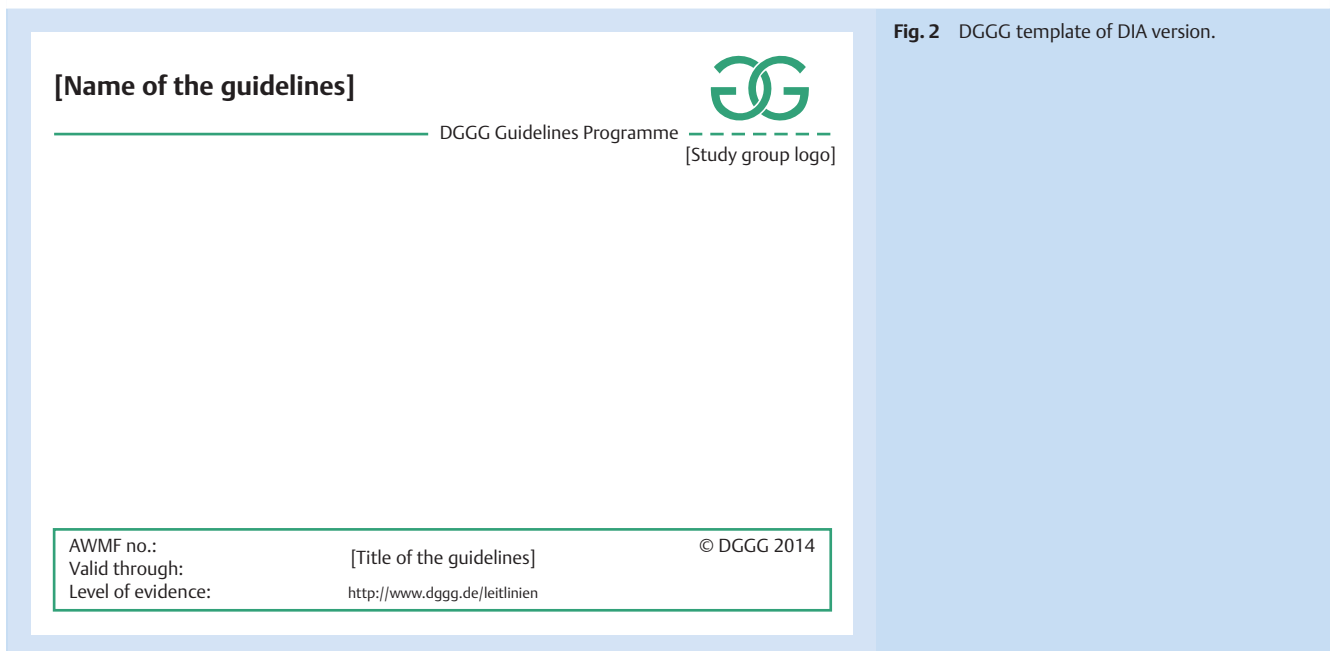 Fig. 2 DGGG template of DIA version.
[Name of the guidelines]
DGGG Guidelines Programme
[Study group logo]
AWMF no.:
Valid through:
Level of evidence:
[Title of the guidelines]
http://www.dggg.de/leitlinien
© DGGG 2014